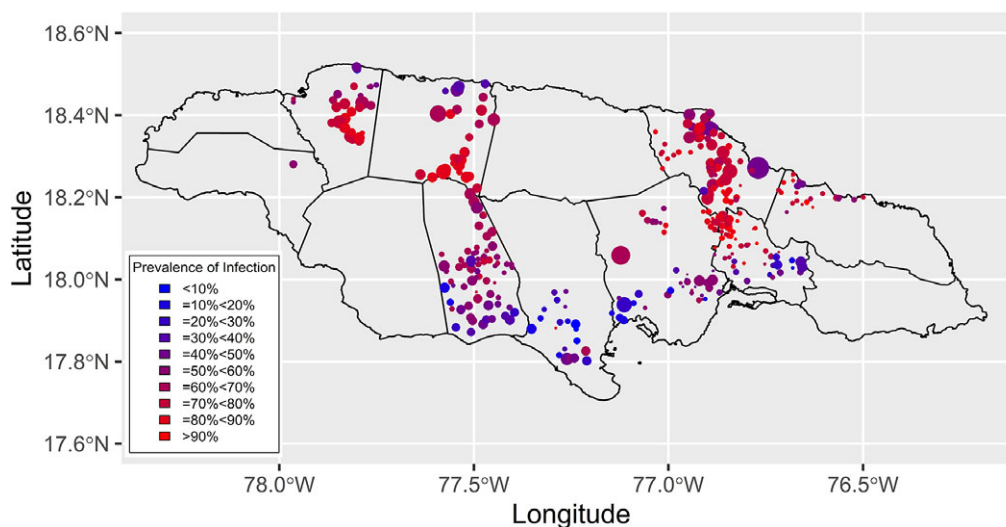 18.6°N
18.4°N
18.2°N
18.0°N
17.8°N
17.6°N
Latitude
Prevalence of Infection
<10%
=10%<20%
=20%<30%
=30%<40%
=40%<50%
=50%<60%
=60%<70%
=70%<80%
=80%<90%
>90%
78.0°W
77.5°W
77.0°W
76.5°W
Longitude